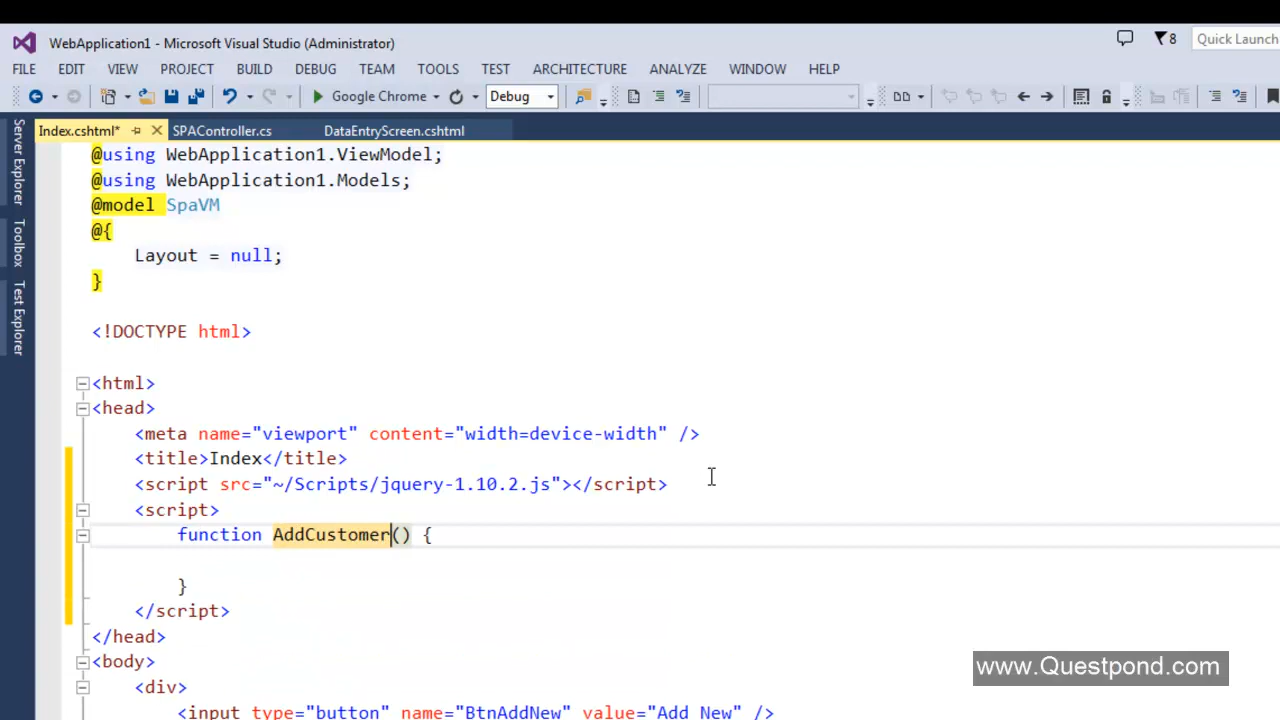 WebApplication1 - Microsoft Visual Studio (Administrator)
8
Quick Launch
FILE EDIT VIEW PROJECT BUILD DEBUG TEAM TOOLS TEST ARCHITECTURE ANALYZE WINDOW HELP
Google Chrome
Debug
Index.cshtml*
SPAController.cs
DataEntryScreen.cshtml
Server Explorer
Toolbox
Test Explorer
@using WebApplication1.ViewModel;
@using WebApplication1.Models;
@model SpaVM
@{
Layout = null;
}
<!DOCTYPE html>
<html>
<head>
<meta name="viewport" content="width=device-width" />
<title>Index</title>
<script src="~/Scripts/jquery-1.10.2.js"></script>
<script>
function AddCustomer() {
}
</script>
</head>
<body>
<div>
<input type="button" name="BtnAddNew" value="Add New" />
www.Questpond.com